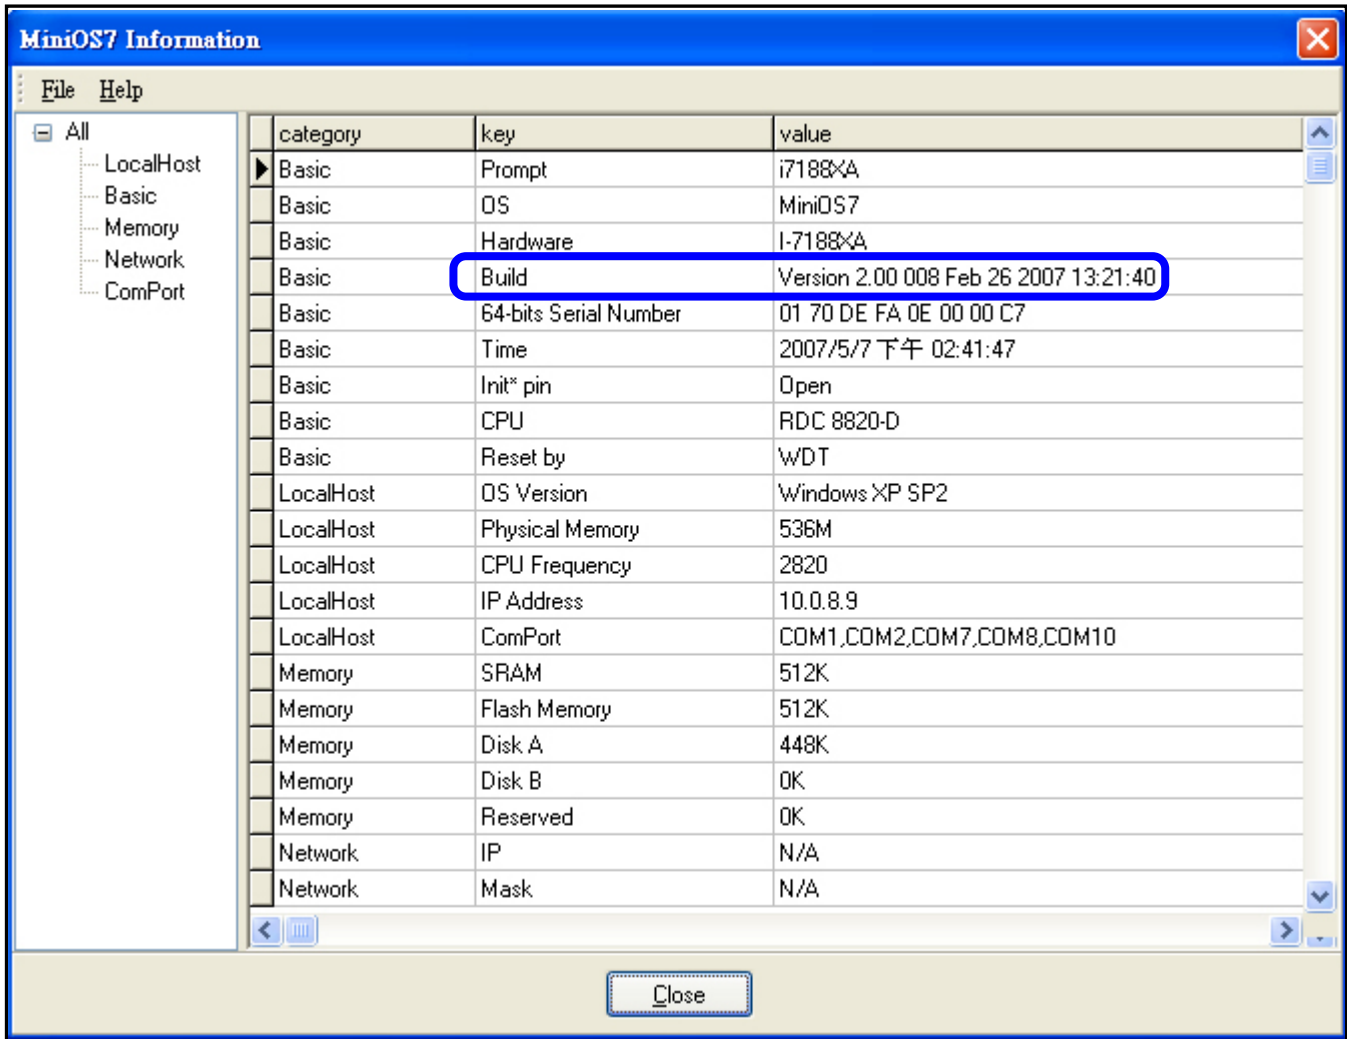 MiniOS7 Information
File Help
All
LocalHost
Basic
Memory
Network
ComPort
category key value
Basic Prompt i7188XA
Basic OS MiniOS7
Basic Hardware I-7188XA
Basic Build Version 2.00 008 Feb 26 2007 13:21:40
Basic 64-bits Serial Number 01 70 DE FA 0E 00 00 C7
Basic Time 2007/5/7 下午 02:41:47
Basic Init* pin Open
Basic CPU RDC 8820-D
Basic Reset by WDT
LocalHost OS Version Windows XP SP2
LocalHost Physical Memory 536M
LocalHost CPU Frequency 2820
LocalHost IP Address 10.0.8.9
LocalHost ComPort COM1,COM2,COM7,COM8,COM10
Memory SRAM 512K
Memory Flash Memory 512K
Memory Disk A 448K
Memory Disk B 0K
Memory Reserved 0K
Network IP N/A
Network Mask N/A
Close